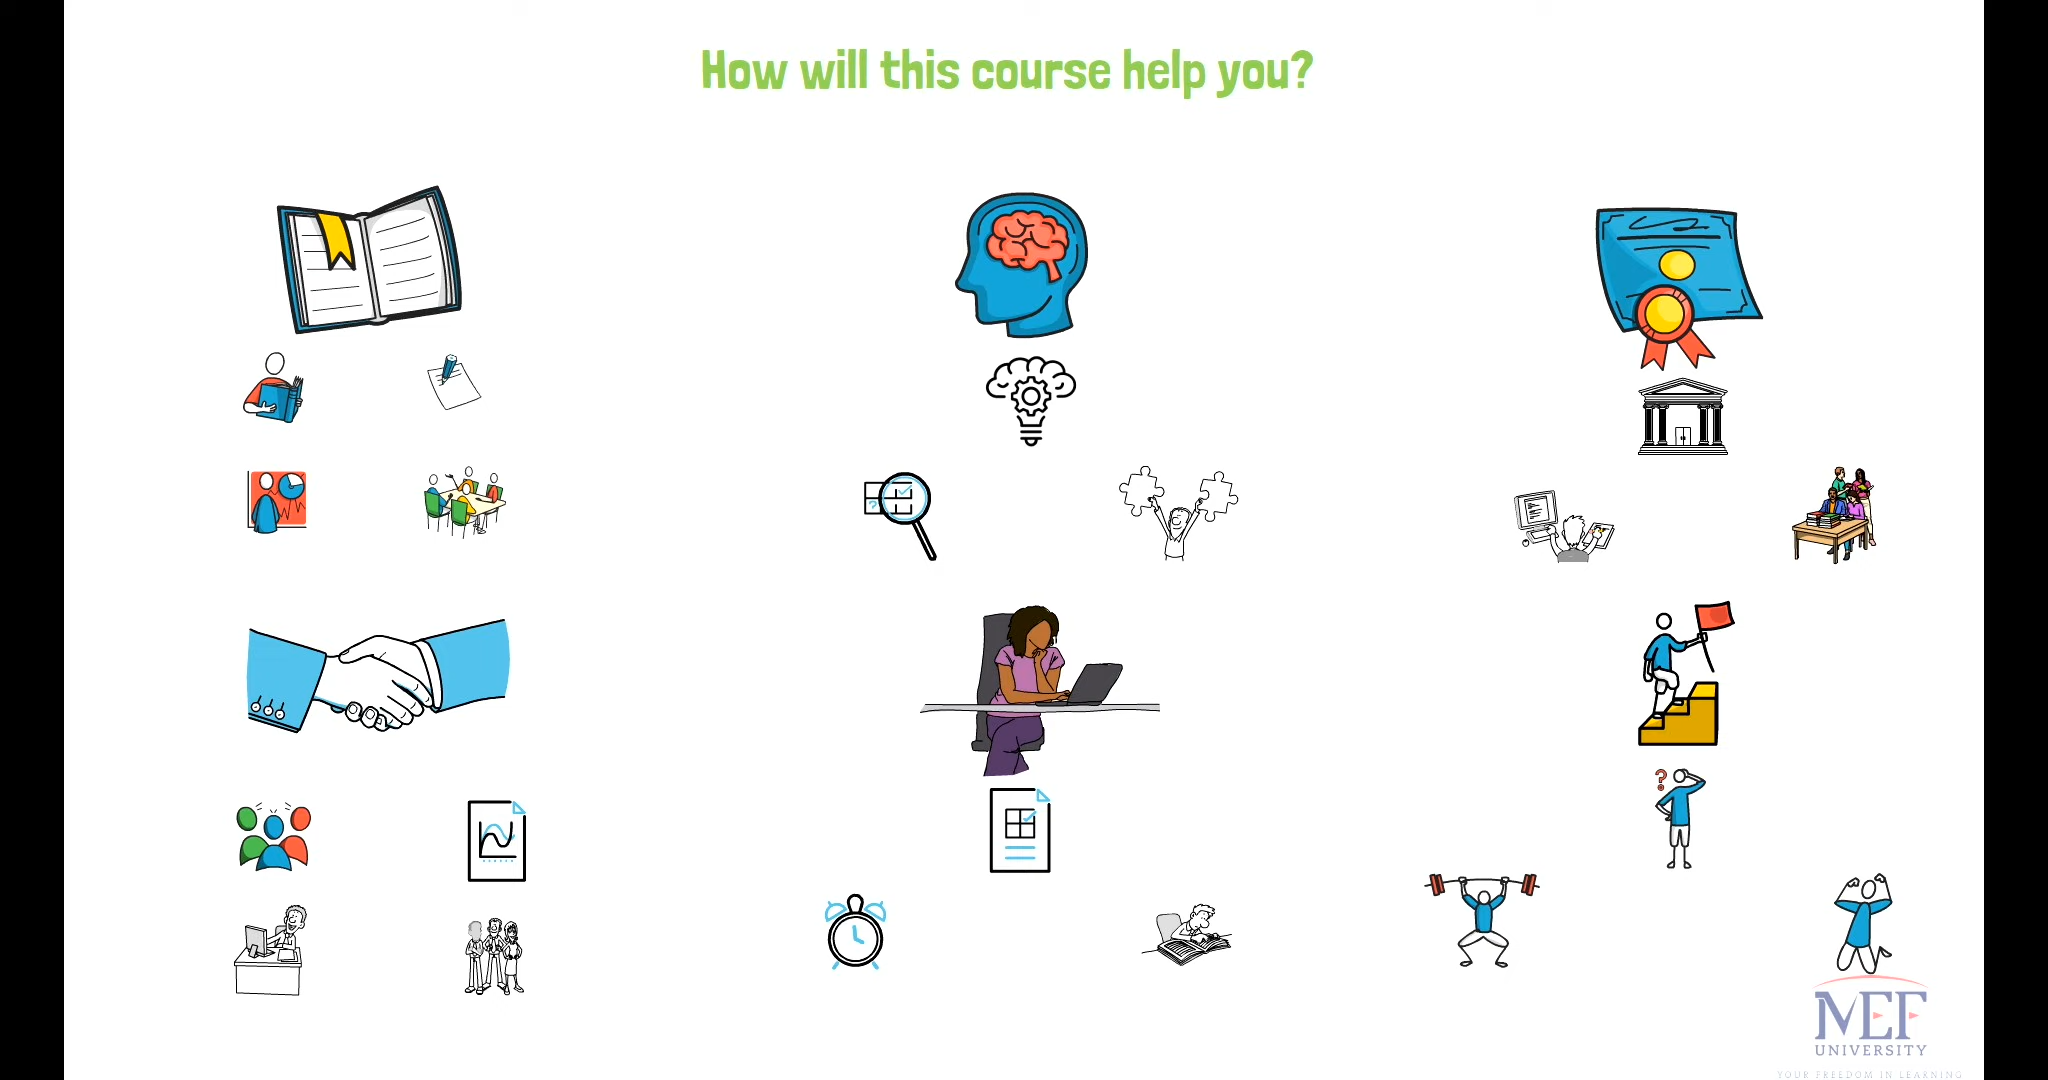 How will this course help you?
?
?
MEF
UNIVERSITY
YOUR FREEDOM IN LEARNING